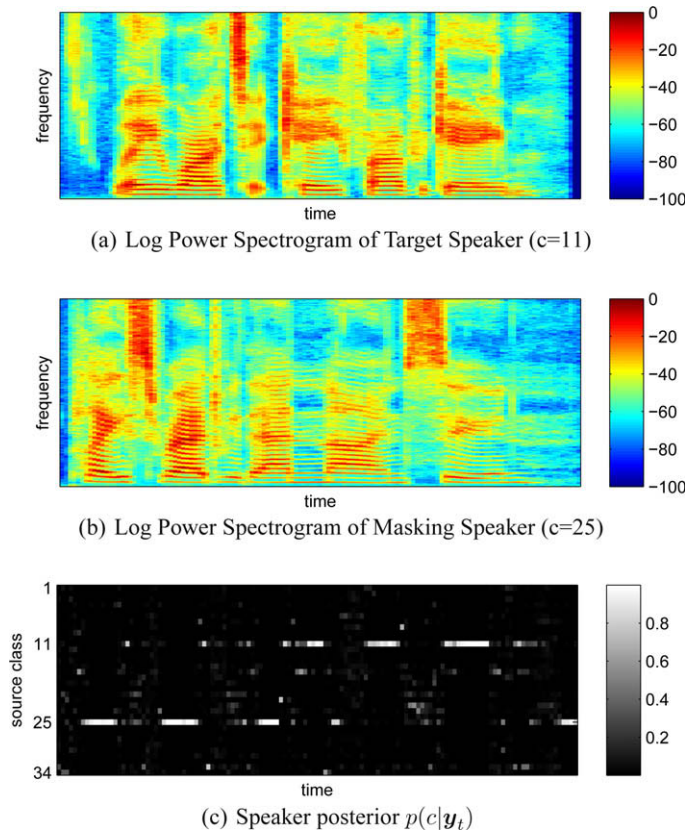 0
−20
−40
−60
−80
−100
frequency
time
(a) Log Power Spectrogram of Target Speaker (c=11)
0
−20
−40
−60
−80
−100
frequency
time
(b) Log Power Spectrogram of Masking Speaker (c=25)
1
11
25
34
source class
0.8
0.6
0.4
0.2
time
(c) Speaker posterior p(c|y_t)